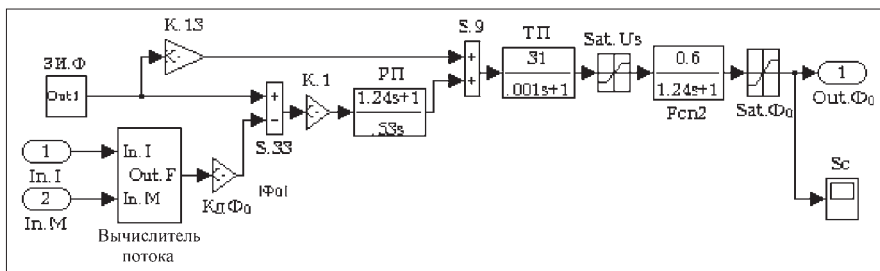 К.13
S.9
ТП
Sat.Us
ЗИ.Ф
Out1
К.1
РП
31
.001s+1
0.6
1.24s+1
Fcn2
Sat.Φ₀
1
Out.Φ₀
1.24s+1
.53s
S.33
1
In.I
2
In.M
In.I
Out.F
In.M
КдΦ₀
|Φ₀|
Sc
Вычислитель
потока